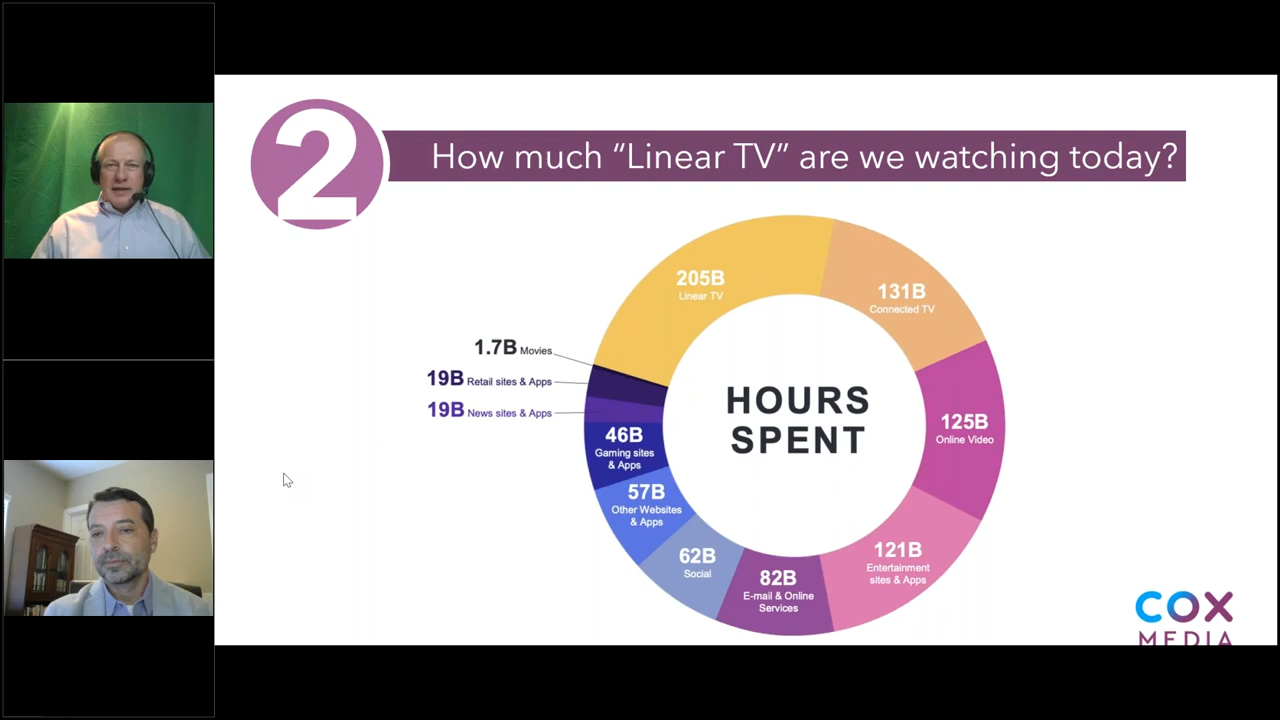 2
How much “Linear TV” are we watching today?
205B
Linear TV
131B
Connected TV
1.7B Movies
19B Retail sites & Apps
19B News sites & Apps
HOURS
SPENT
125B
Online Video
46B
Gaming sites
& Apps
57B
Other Websites
& Apps
62B
Social
82B
E-mail & Online
Services
121B
Entertainment
sites & Apps
COX
MEDIA